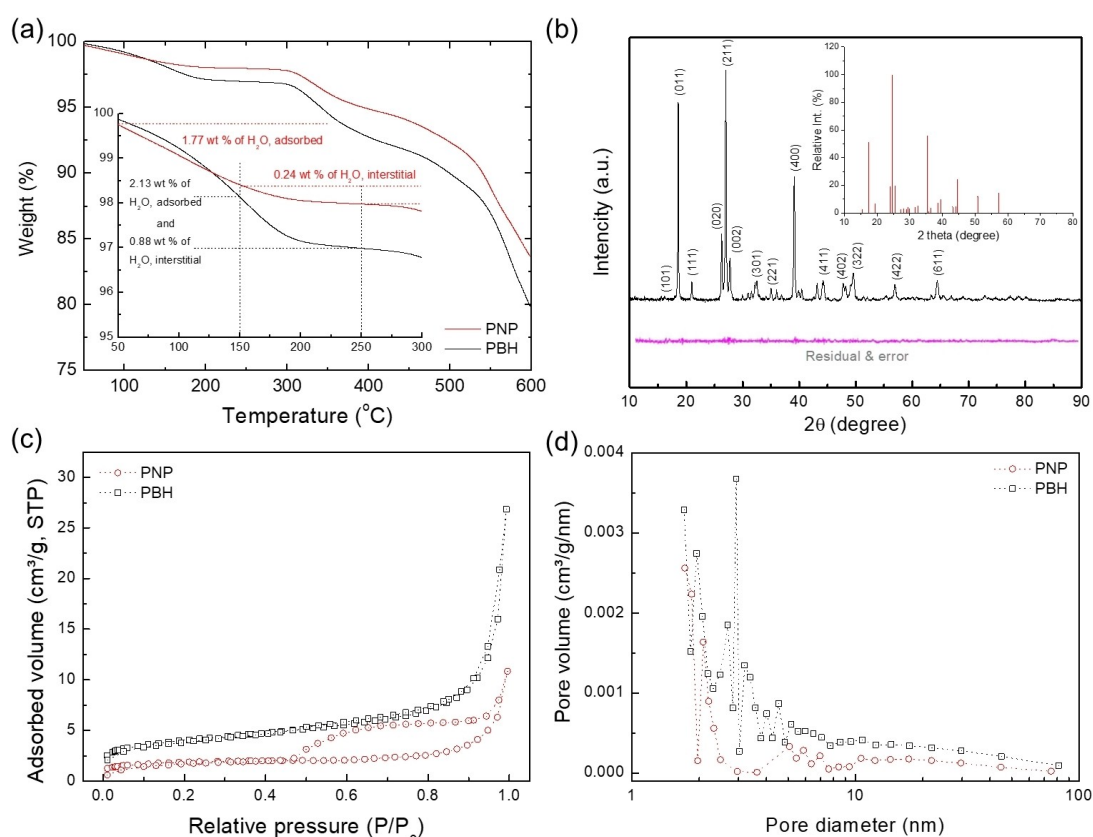 (a)
100
95
90
85
80
75
Weight (%)
100
99
98
97
96
95
1.77 wt % of H2O, adsorbed
0.24 wt % of H2O, interstitial
2.13 wt % of
H2O, adsorbed
and
0.88 wt % of
H2O, interstitial
50 100 150 200 250 300
PNP
PBH
100 200 300 400 500 600
Temperature (°C)
(b)
Intencity (a.u.)
(101)
(011)
(111)
(020)
(211)
(002)
(301)
(221)
(400)
(411)
(402)
(322)
(422)
(611)
Relative Int. (%)
120
100
80
60
40
20
0
10 20 30 40 50 60 70 80
2 theta (degree)
Residual & error
10 20 30 40 50 60 70 80 90
2θ (degree)
(c)
Adsorbed volume (cm³/g, STP)
30
25
20
15
10
5
0
PNP
PBH
0.0 0.2 0.4 0.6 0.8 1.0
Relative pressure (P/P0)
(d)
Pore volume (cm³/g/nm)
0.004
0.003
0.002
0.001
0.000
PNP
PBH
1 10 100
Pore diameter (nm)